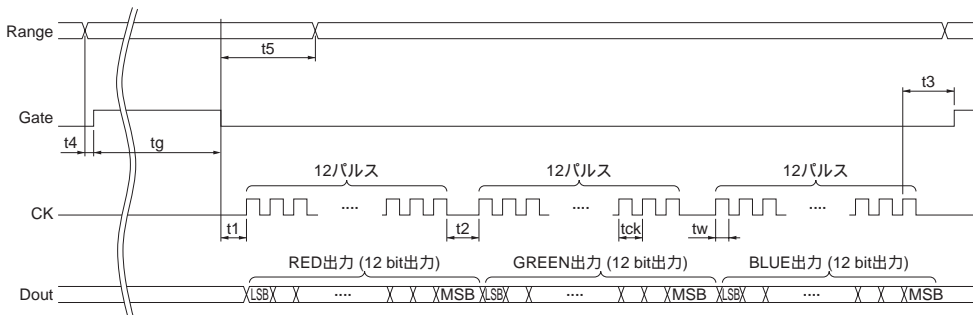 Range
t5
t3
Gate
t4
tg
12パルス
12パルス
12パルス
CK
....
....
....
t1
t2
tck
tw
RED出力 (12 bit出力)
GREEN出力 (12 bit出力)
BLUE出力 (12 bit出力)
Dout
LSB
....
MSB
LSB
....
MSB
LSB
....
MSB